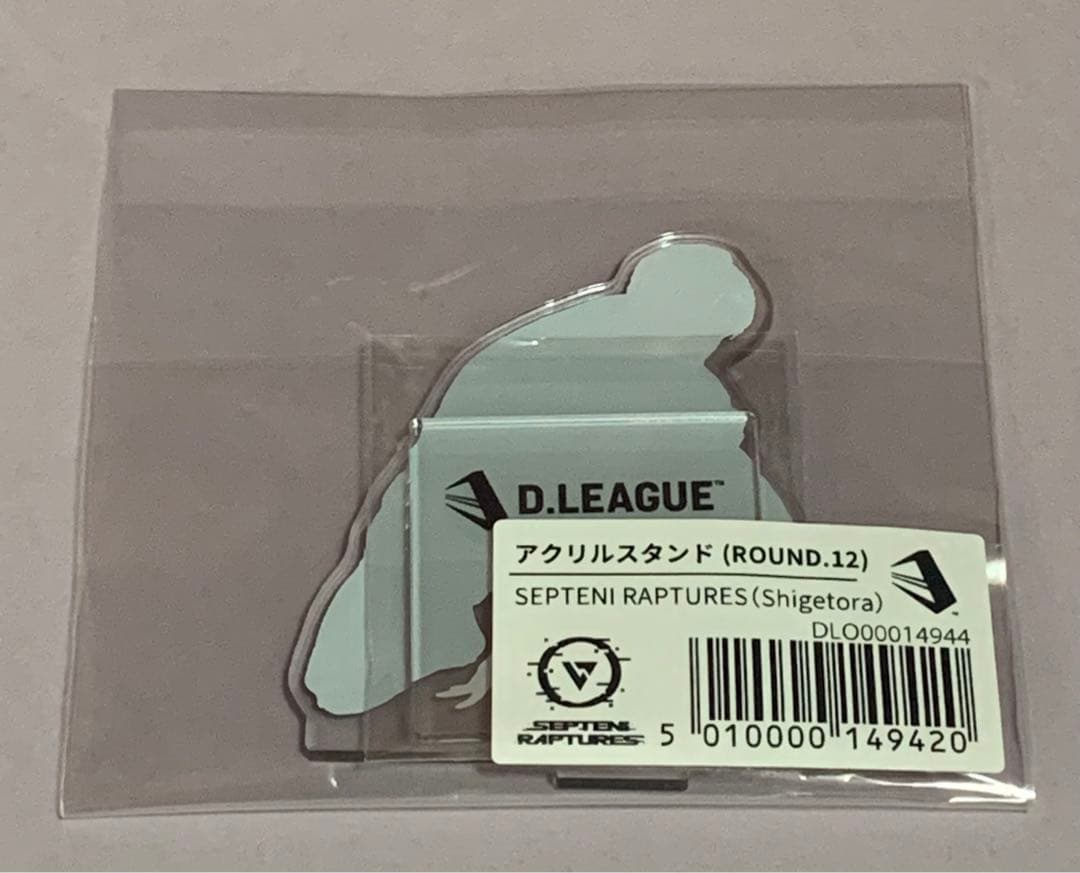 D.LEAGUE™
アクリルスタンド (ROUND.12)
SEPTENI RAPTURES (Shigetora)
DLO00014944
SEPTENI
RAPTURES
5 010000 149420